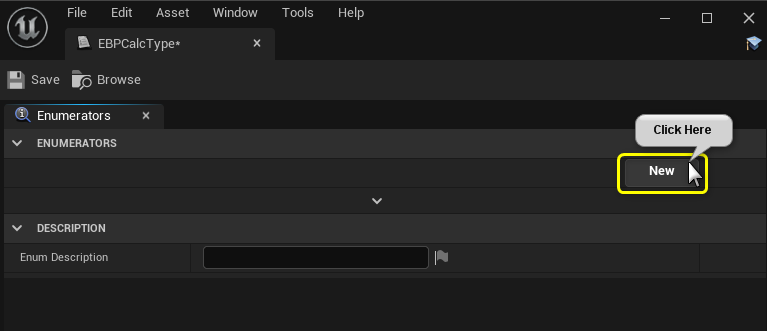 File Edit Asset Window Tools Help
EBPCalcType*
Save Browse
Enumerators
ENUMERATORS
Click Here
New
DESCRIPTION
Enum Description